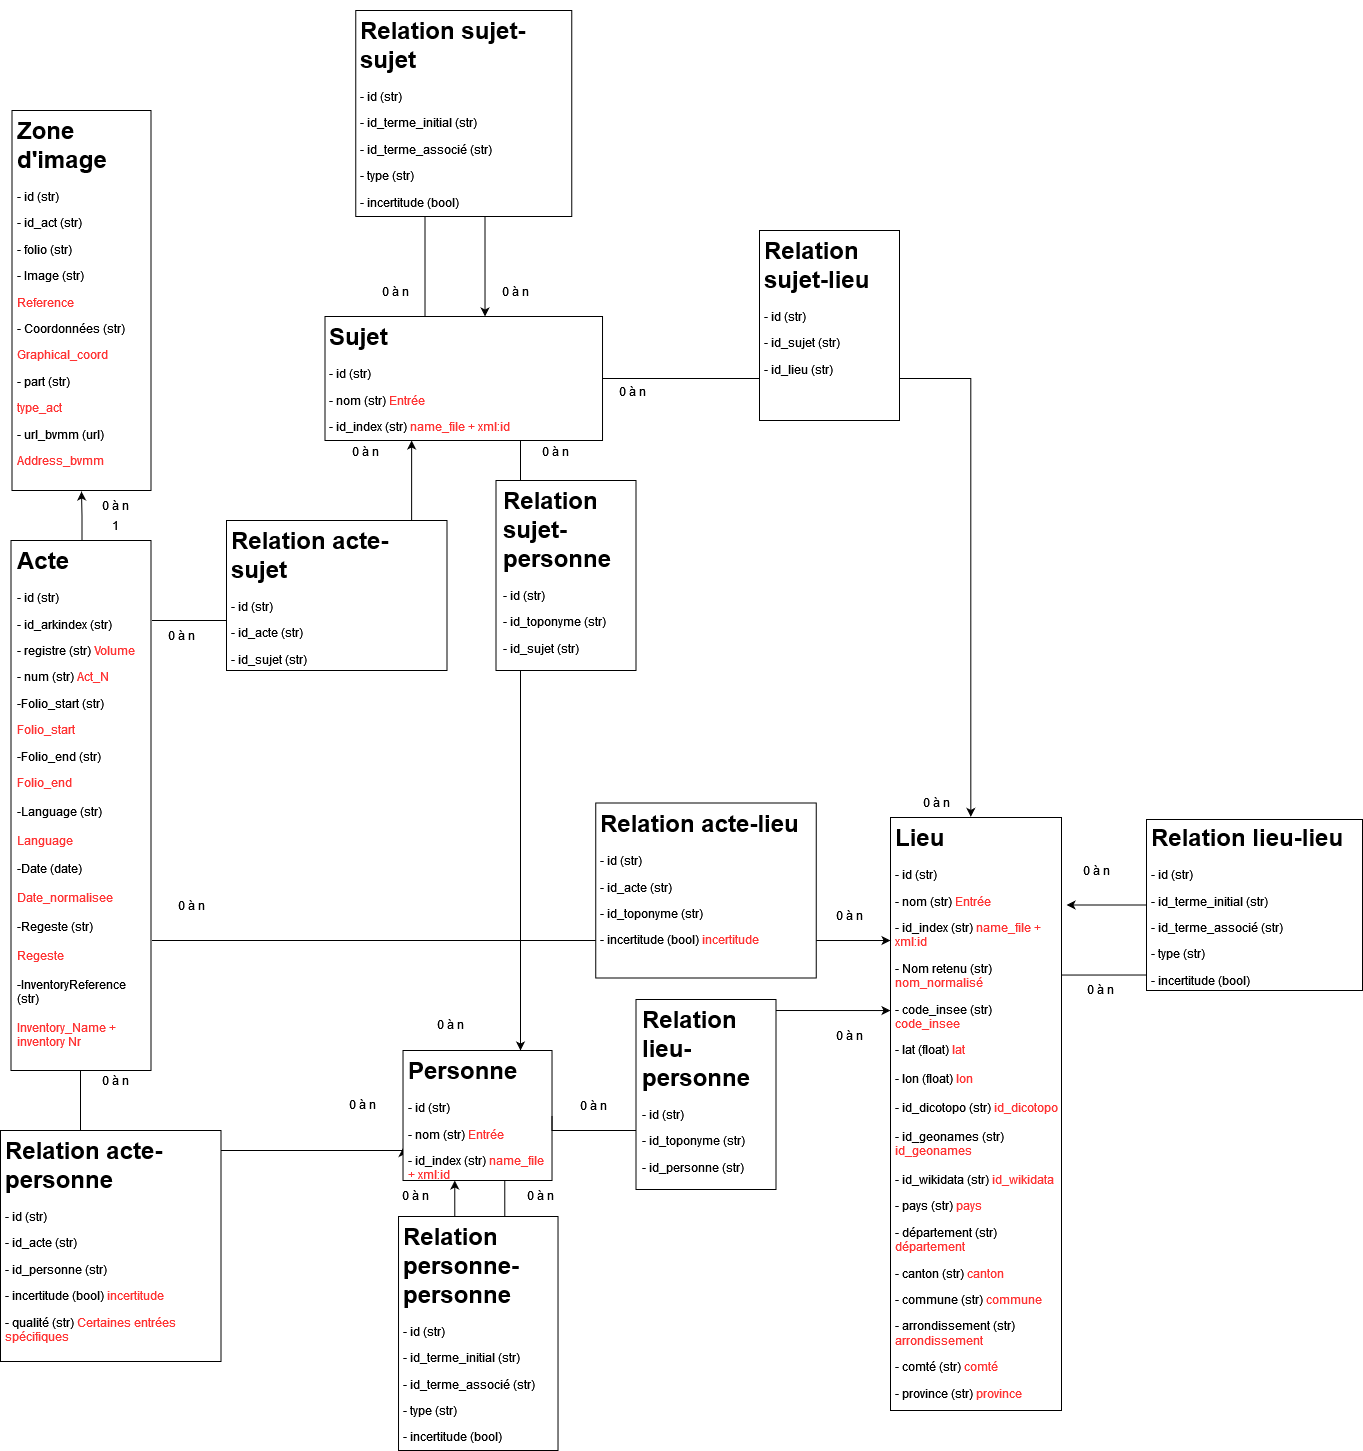 Relation sujet-
sujet
- id (str)
- id_terme_initial (str)
- id_terme_associé (str)
- type (str)
- incertitude (bool)
Zone
d'image
- id (str)
- id_act (str)
- folio (str)
- Image (str)
Reference
- Coordonnées (str)
Graphical_coord
- part (str)
type_act
- url_bvmm (url)
Address_bvmm
0 à n
1
0 à n
0 à n
Sujet
- id (str)
- nom (str) Entrée
- id_index (str) name_file + xml:id
0 à n
0 à n
0 à n
Relation
sujet-lieu
- id (str)
- id_sujet (str)
- id_lieu (str)
Acte
- id (str)
- id_arkindex (str)
- registre (str) Volume
- num (str) Act_N
-Folio_start (str)
Folio_start
-Folio_end (str)
Folio_end
-Language (str)
Language
-Date (date)
Date_normalisee
-Regeste (str)
Regeste
-InventoryReference
(str)
Inventory_Name +
inventory Nr
0 à n
0 à n
0 à n
Relation acte-
sujet
- id (str)
- id_acte (str)
- id_sujet (str)
Relation
sujet-
personne
- id (str)
- id_toponyme (str)
- id_sujet (str)
Relation acte-lieu
- id (str)
- id_acte (str)
- id_toponyme (str)
- incertitude (bool) incertitude
0 à n
0 à n
Lieu
- id (str)
- nom (str) Entrée
- id_index (str) name_file +
xml:id
- Nom retenu (str)
nom_normalisé
- code_insee (str)
code_insee
- lat (float) lat
- lon (float) lon
- id_dicotopo (str) id_dicotopo
- id_geonames (str)
id_geonames
- id_wikidata (str) id_wikidata
- pays (str) pays
- département (str)
département
- canton (str) canton
- commune (str) commune
- arrondissement (str)
arrondissement
- comté (str) comté
- province (str) province
0 à n
0 à n
Relation lieu-lieu
- id (str)
- id_terme_initial (str)
- id_terme_associé (str)
- type (str)
- incertitude (bool)
Relation
lieu-
personne
- id (str)
- id_toponyme (str)
- id_personne (str)
0 à n
0 à n
0 à n
0 à n
Personne
- id (str)
- nom (str) Entrée
- id_index (str) name_file
+ xml:id
0 à n
0 à n
Relation acte-
personne
- id (str)
- id_acte (str)
- id_personne (str)
- incertitude (bool) incertitude
- qualité (str) Certaines entrées
spécifiques
Relation
personne-
personne
- id (str)
- id_terme_initial (str)
- id_terme_associé (str)
- type (str)
- incertitude (bool)